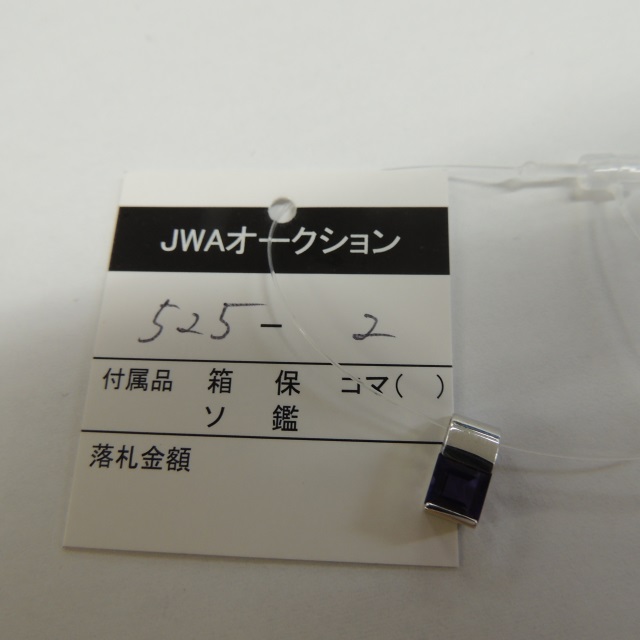 JWAオークション
525-2
付属品 箱 保 コマ( )
ソ 鑑
落札金額